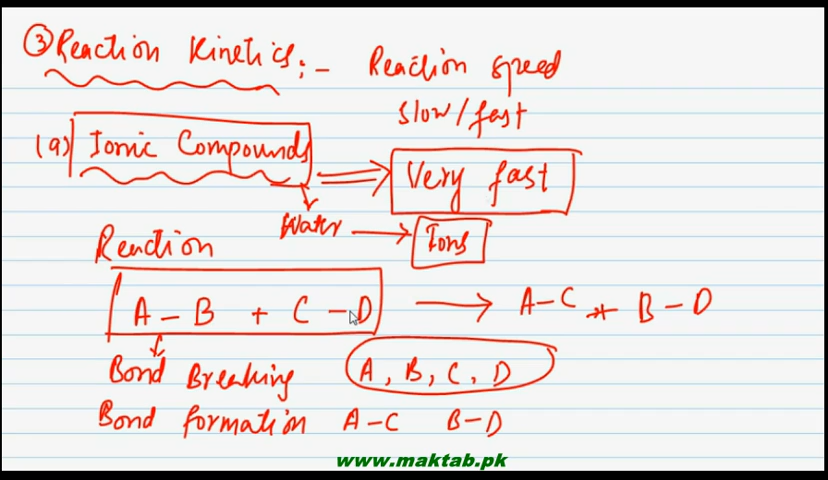 ③ Reaction Kinetics:- Reaction speed
slow/fast
(a) Ionic Compounds ⟹ Very fast
Water → Ions
Reaction
A - B + C - D → A-C + B-D
Bond Breaking A, B, C, D
Bond formation A-C B-D
www.maktab.pk